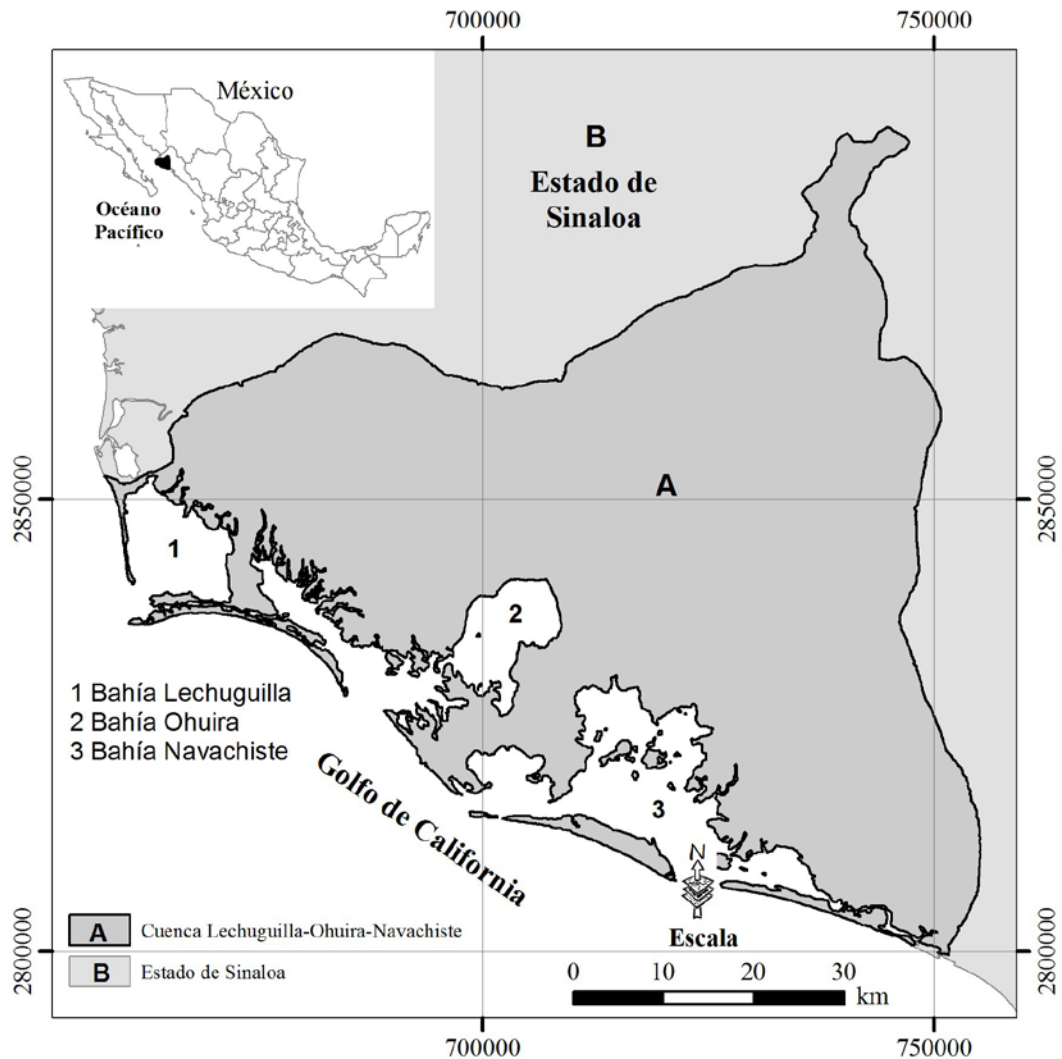 700000
750000
México
Océano
Pacífico
B
Estado de
Sinaloa
A
2850000
2850000
1
2
1 Bahía Lechuguilla
2 Bahía Ohuira
3 Bahía Navachiste
3
Golfo de California
N
A Cuenca Lechuguilla-Ohuira-Navachiste
B Estado de Sinaloa
Escala
0 10 20 30
km
2800000
2800000
700000
750000